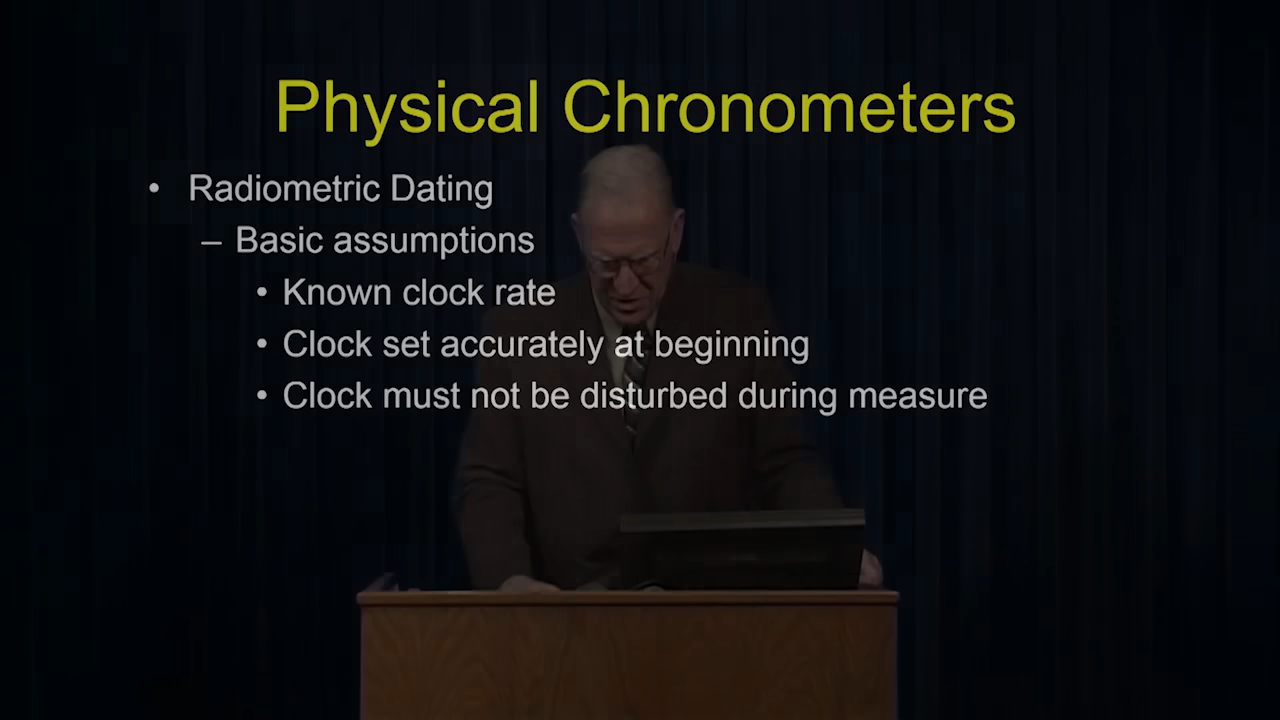 Physical Chronometers
• Radiometric Dating
– Basic assumptions
• Known clock rate
• Clock set accurately at beginning
• Clock must not be disturbed during measure